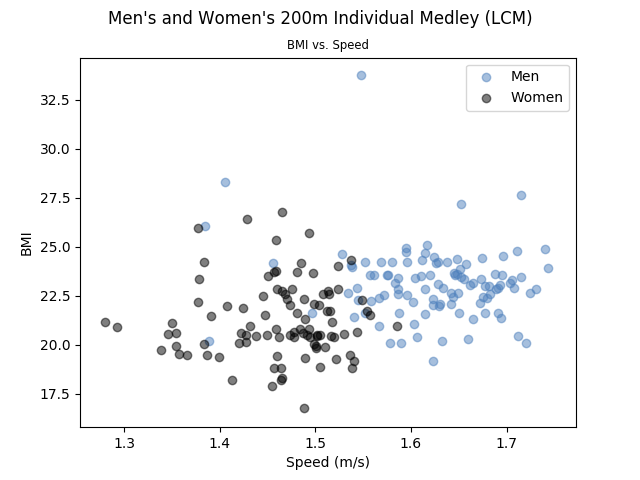 Men's and Women's 200m Individual Medley (LCM)
BMI vs. Speed
Men
Women
32.5
30.0
27.5
25.0
22.5
20.0
17.5
BMI
1.3 1.4 1.5 1.6 1.7
Speed (m/s)